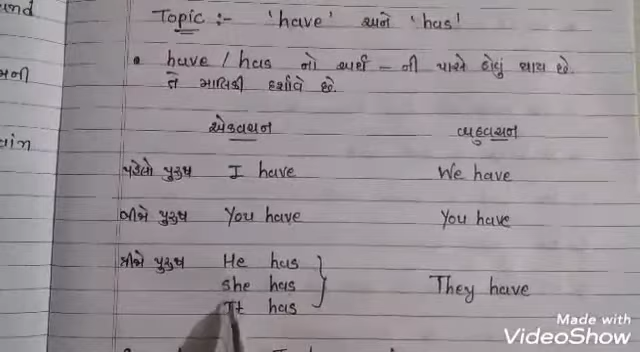 Topic :- 'have' અને 'has'
• have / has નો અર્થ – ની પાસે હોવું થાય છે.
તે માલિકી દર્શાવે છે.
એકવચન બહુવચન
પહેલો પુરુષ I have We have
બીજો પુરુષ You have You have
ત્રીજો પુરુષ He has
she has They have
It has
Made with
VideoShow